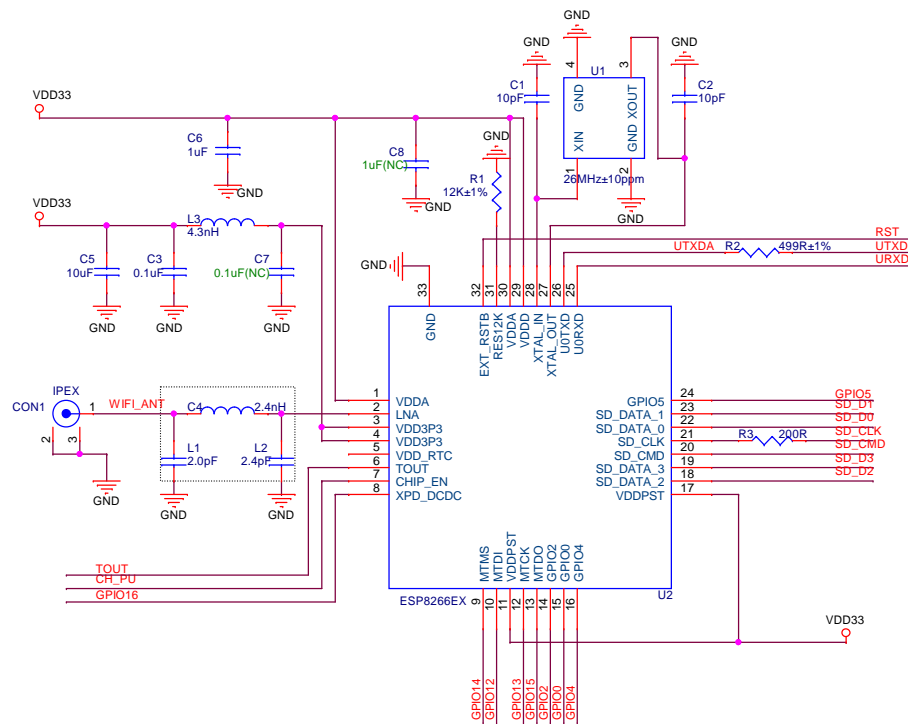 GND
GND
GND
GND
4
3
U1
C1
10pF
C2
10pF
GND
XOUT
XIN
GND
1
2
26MHz±10ppm
GND
VDD33
C6
1uF
GND
C8
1uF(NC)
GND
GND
R1
12K±1%
VDD33
L3
4.3nH
C5
10uF
C3
0.1uF
C7
0.1uF(NC)
GND
GND
GND
GND
RST
UTXDA
R2
499R±1%
UTXD
URXD
33
32
31
30
29
28
27
26
25
GND
EXT_RSTB
RES12K
VDDA
VDDD
XTAL_IN
XTAL_OUT
U0TXD
U0RXD
IPEX
CON1
1
2
3
WIFI_ANT
GND
C4
2.4nH
L1
2.0pF
L2
2.4pF
GND
GND
1 VDDA
2 LNA
3 VDD3P3
4 VDD3P3
5 VDD_RTC
6 TOUT
7 CHIP_EN
8 XPD_DCDC
GPIO5 24 GPIO5
SD_DATA_1 23 SD_D1
SD_DATA_0 22 SD_D0
SD_CLK 21 R3 200R SD_CLK
SD_CMD 20 SD_CMD
SD_DATA_3 19 SD_D3
SD_DATA_2 18 SD_D2
VDDPST 17
TOUT
CH_PU
GPIO16
MTMS
MTDI
VDDPST
MTCK
MTDO
GPIO2
GPIO0
GPIO4
ESP8266EX
U2
9
10
11
12
13
14
15
16
VDD33
GPIO14
GPIO12
GPIO13
GPIO15
GPIO2
GPIO0
GPIO4